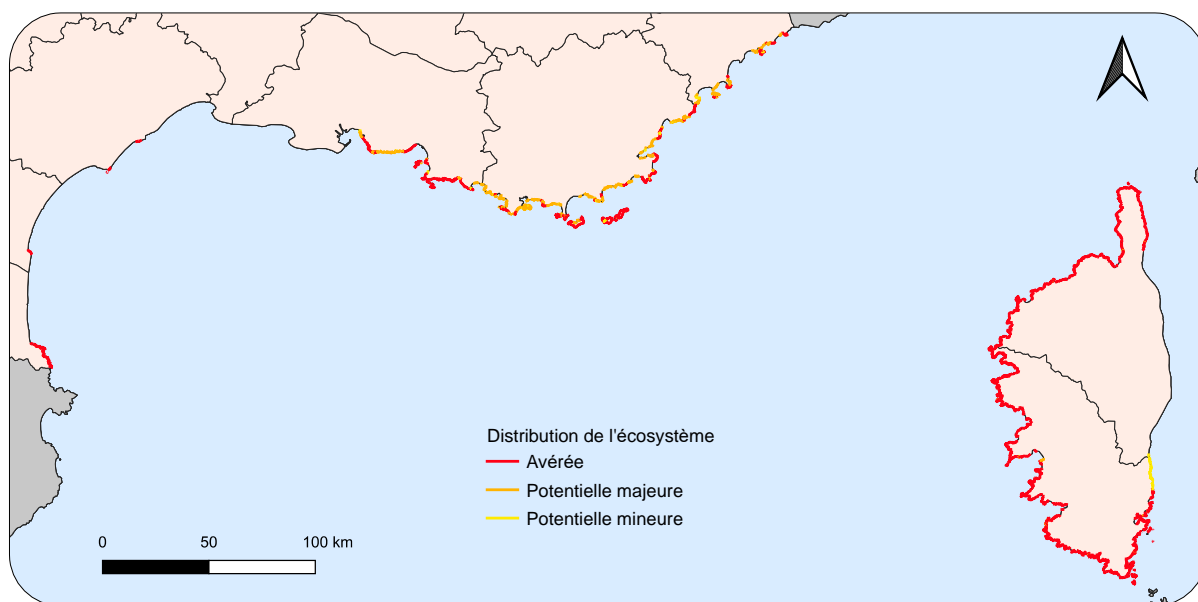 Distribution de l'écosystème
Avérée
Potentielle majeure
Potentielle mineure
0 50 100 km